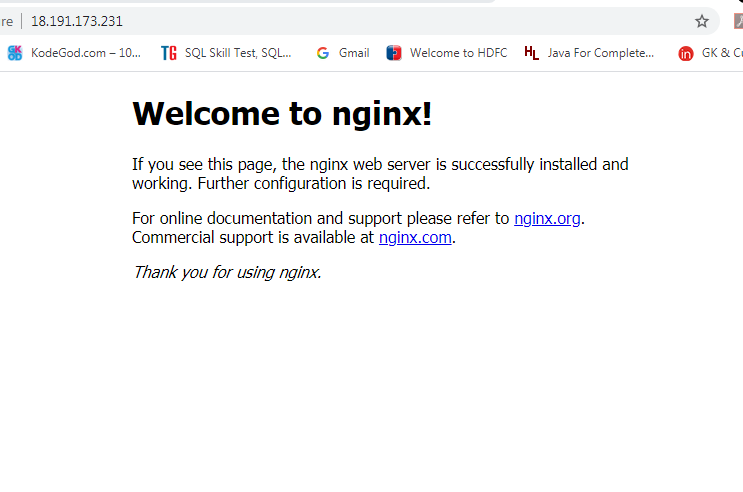 re 18.191.173.231
KodeGod.com – 10... SQL Skill Test, SQL... Gmail Welcome to HDFC HL Java For Complete... in GK & Cu
Welcome to nginx!
If you see this page, the nginx web server is successfully installed and
working. Further configuration is required.
For online documentation and support please refer to nginx.org.
Commercial support is available at nginx.com.
Thank you for using nginx.